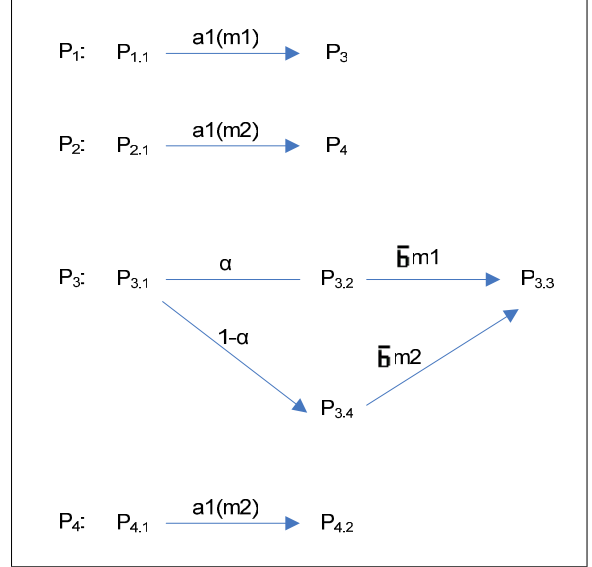 a1(m1)
P₁: P₁.₁ P₃
a1(m2)
P₂: P₂.₁ P₄
α b̅m1
P₃: P₃.₁ P₃.₂ P₃.₃
1-α
b̅m2
P₃.₄
a1(m2)
P₄: P₄.₁ P₄.₂